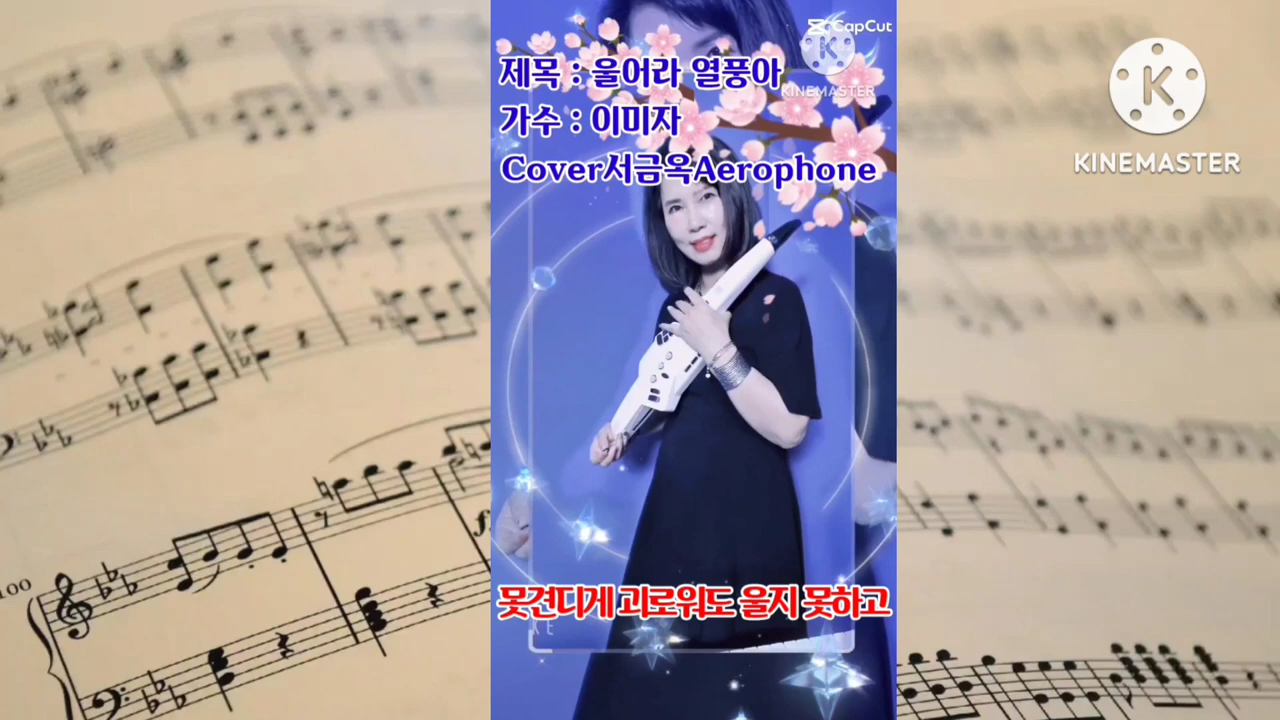 CapCut
KINEMASTER
제목 : 울어라 열풍아
가수 : 이미자
Cover서금옥Aerophone
K
KINEMASTER
100
못견디게 괴로워도 울지 못하고
KE